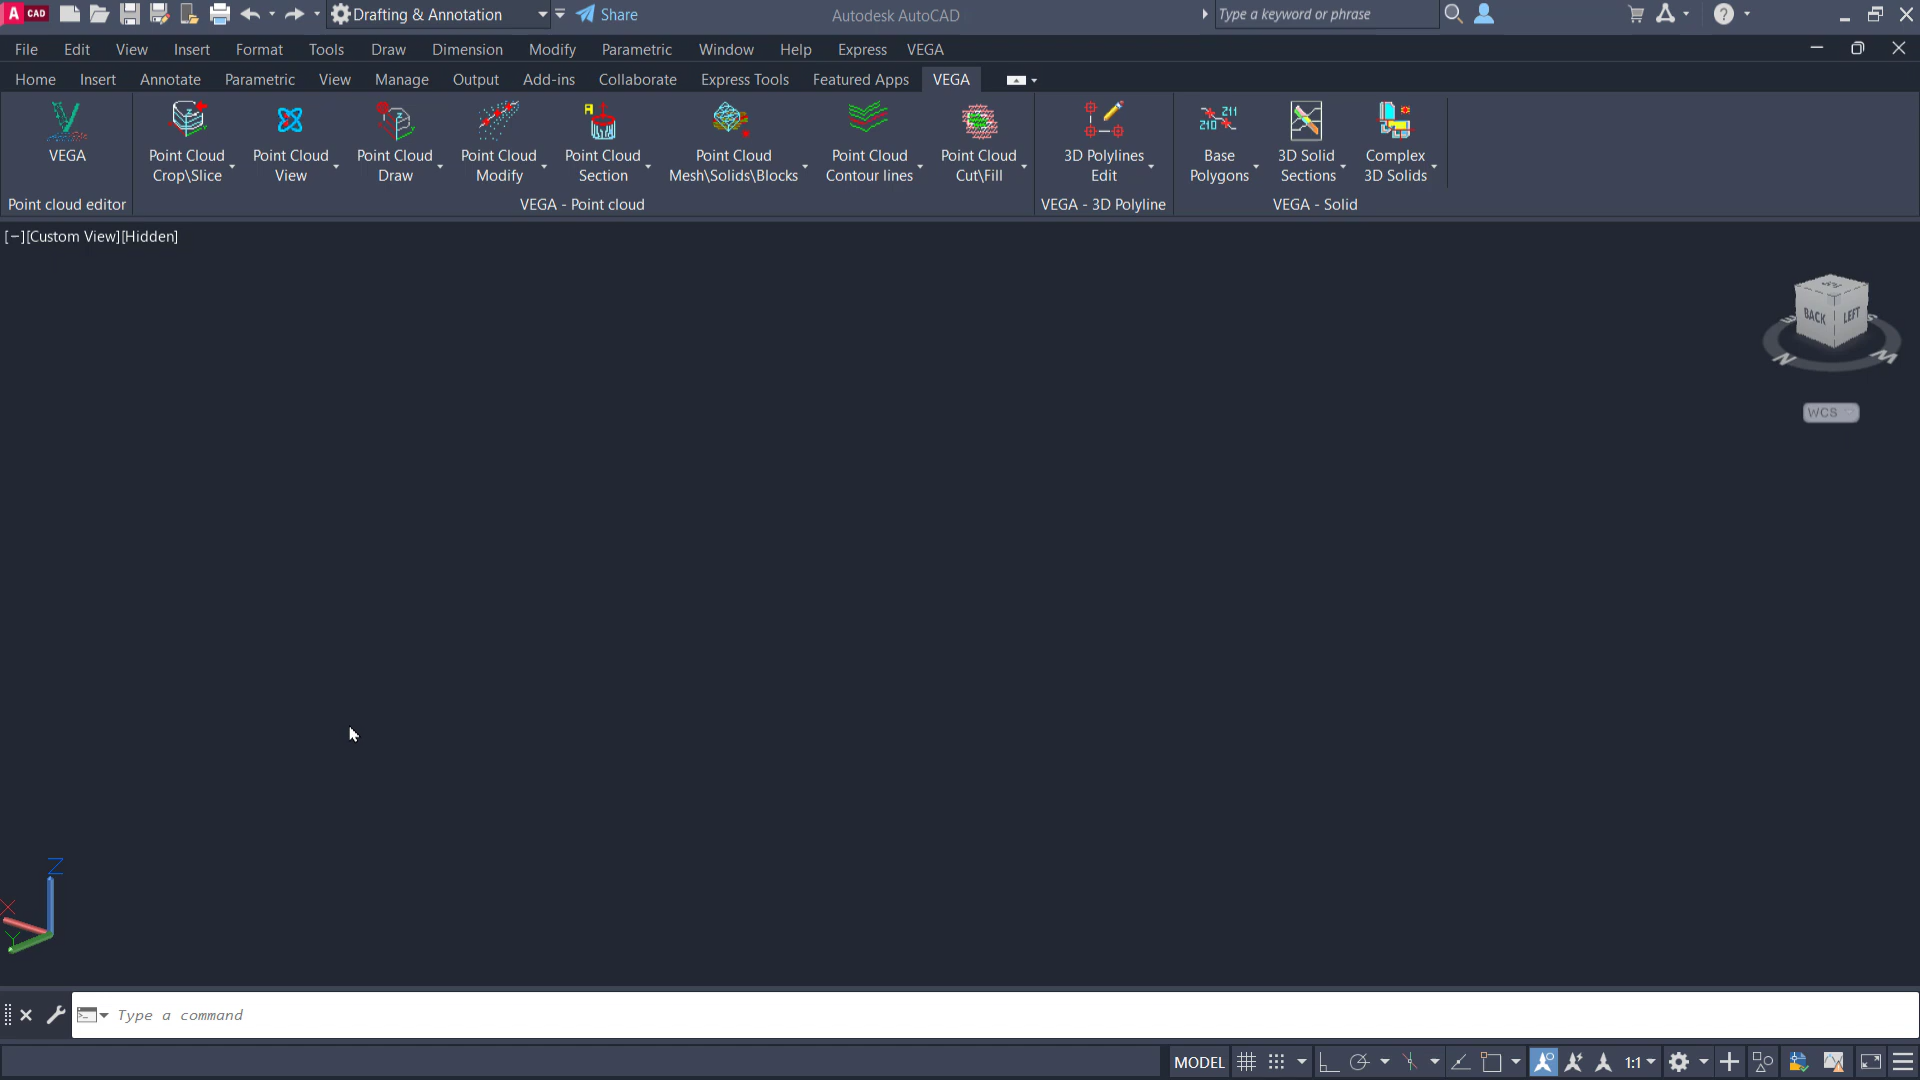 A CAD Drafting & Annotation Share Autodesk AutoCAD Type a keyword or phrase
File Edit View Insert Format Tools Draw Dimension Modify Parametric Window Help Express VEGA
Home Insert Annotate Parametric View Manage Output Add-ins Collaborate Express Tools Featured Apps VEGA
VEGA
Point Cloud
Crop\Slice
Point Cloud
View
Point Cloud
Draw
Point Cloud
Modify
A
Point Cloud
Section
Point Cloud
Mesh\Solids\Blocks
Point Cloud
Contour lines
Point Cloud
Cut\Fill
3D Polylines
Edit
211
210
Base
Polygons
3D Solid
Sections
Complex
3D Solids
Point cloud editor VEGA - Point cloud VEGA - 3D Polyline VEGA - Solid
[−][Custom View][Hidden]
BACK LEFT
N
WCS
Z
X
Y
Type a command
MODEL 1:1